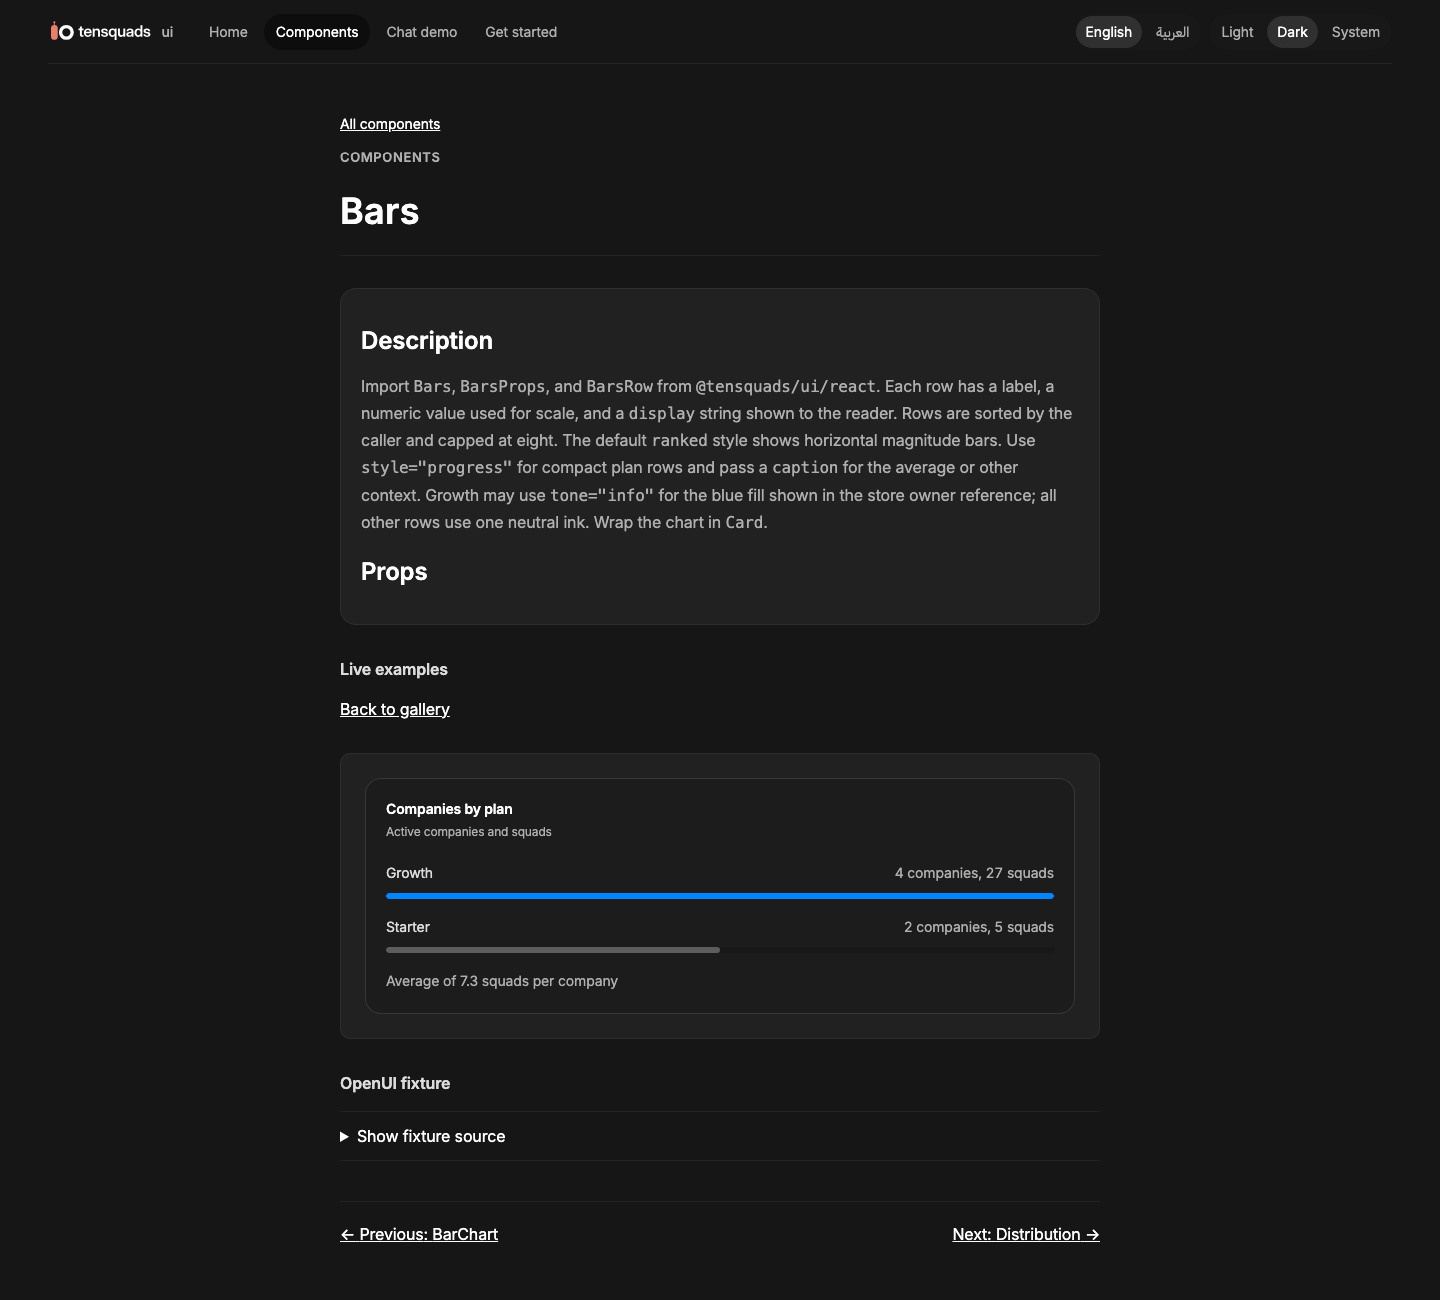 tensquads ui
Home
Components
Chat demo
Get started
English
العربية
Light
Dark
System
All components
COMPONENTS
Bars
Description
Import Bars, BarsProps, and BarsRow from @tensquads/ui/react. Each row has a label, a
numeric value used for scale, and a display string shown to the reader. Rows are sorted by the
caller and capped at eight. The default ranked style shows horizontal magnitude bars. Use
style="progress" for compact plan rows and pass a caption for the average or other
context. Growth may use tone="info" for the blue fill shown in the store owner reference; all
other rows use one neutral ink. Wrap the chart in Card.
Props
Live examples
Back to gallery
Companies by plan
Active companies and squads
Growth 4 companies, 27 squads
Starter 2 companies, 5 squads
Average of 7.3 squads per company
OpenUI fixture
Show fixture source
← Previous: BarChart
Next: Distribution →